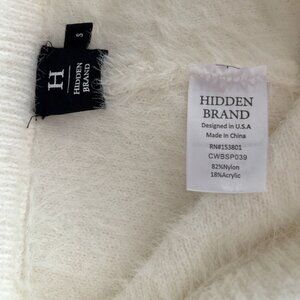 H
HIDDEN
BRAND
S
HIDDEN
BRAND
Designed in U.S.A
Made in China
RN#153801
CWBSP039
82%Nylon
18%Acrylic